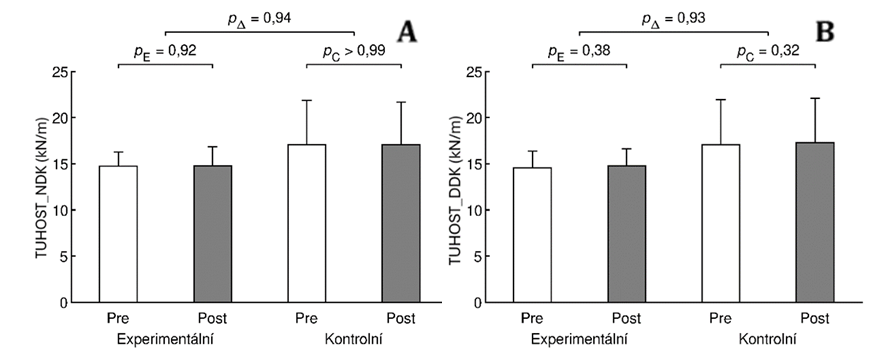 A
pΔ = 0,94
pE = 0,92
pC > 0,99
TUHOST_NDK (kN/m)
25
20
15
10
5
0
Pre
Post
Pre
Post
Experimentální
Kontrolní
B
pΔ = 0,93
pE = 0,38
pC = 0,32
TUHOST_DDK (kN/m)
25
20
15
10
5
0
Pre
Post
Pre
Post
Experimentální
Kontrolní